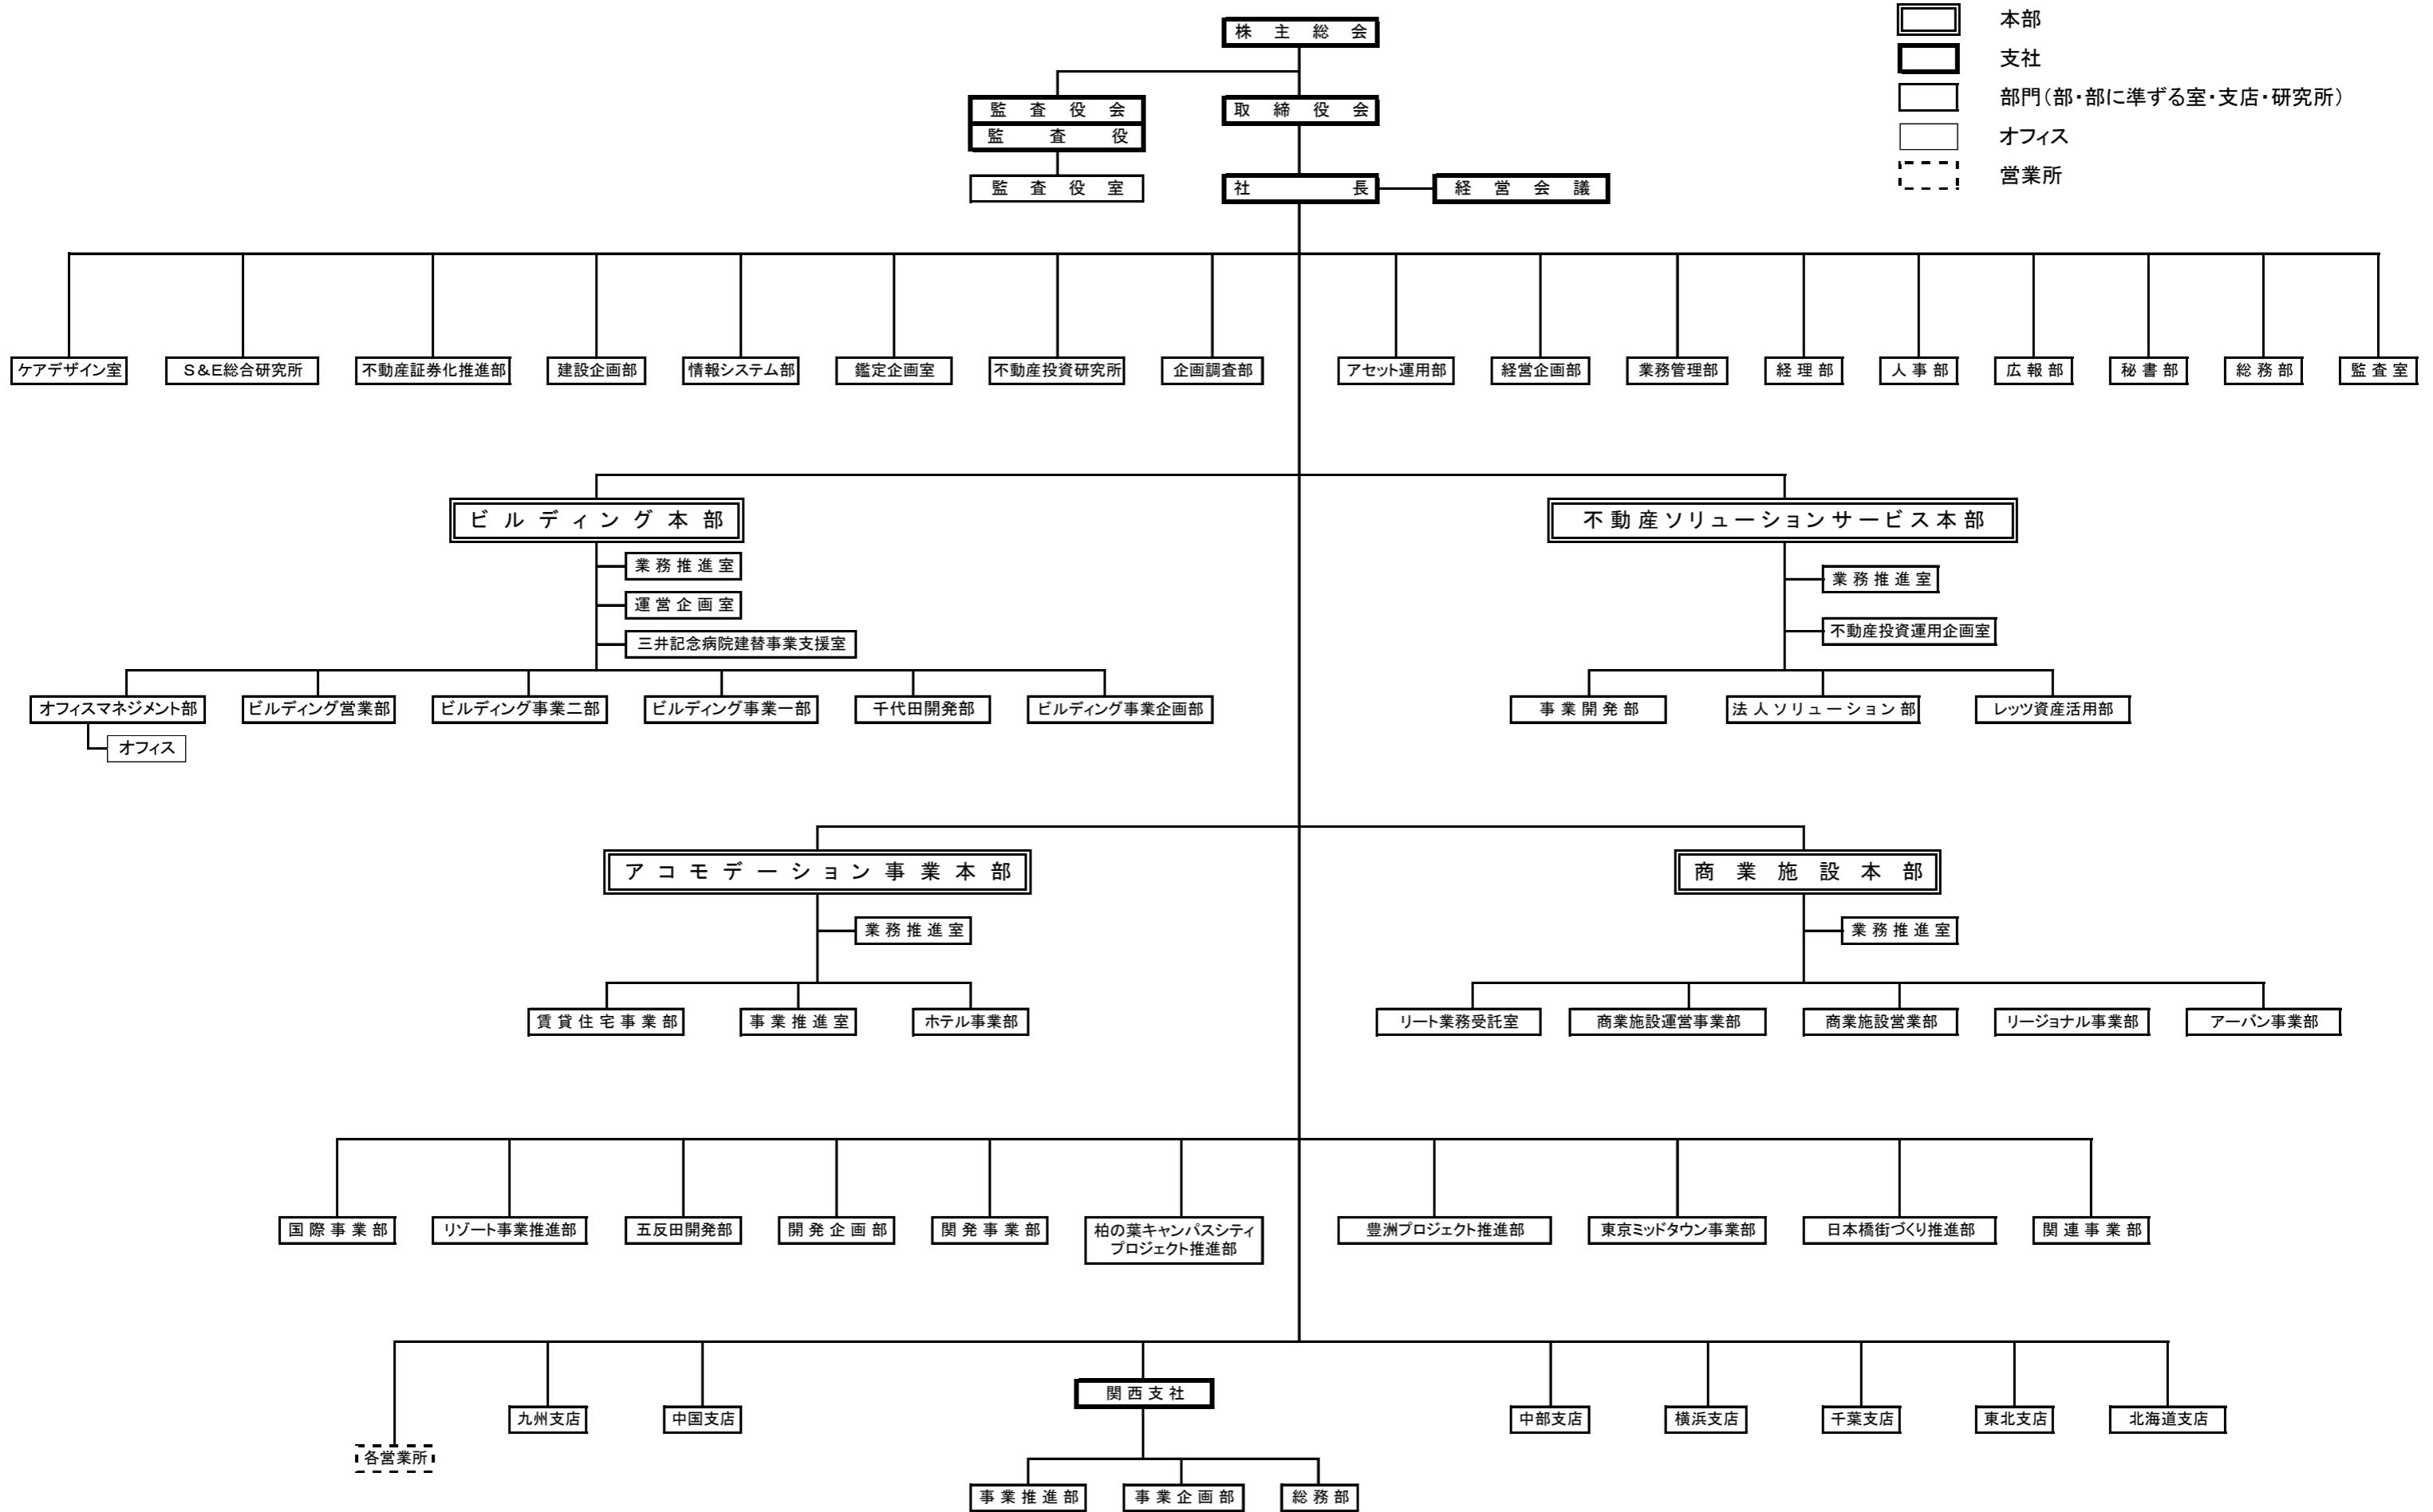 株主総会
本部
支社
部門（部・部に準ずる室・支店・研究所）
オフィス
営業所
監査役会
監査役
取締役会
監査役室
社長
経営会議
ケアデザイン室
S＆E総合研究所
不動産証券化推進部
建設企画部
情報システム部
鑑定企画室
不動産投資研究所
企画調査部
アセット運用部
経営企画部
業務管理部
経理部
人事部
広報部
秘書部
総務部
監査室
ビルディング本部
業務推進室
運営企画室
三井記念病院建替事業支援室
オフィスマネジメント部
ビルディング営業部
ビルディング事業二部
ビルディング事業一部
千代田開発部
ビルディング事業企画部
オフィス
不動産ソリューションサービス本部
業務推進室
不動産投資運用企画室
事業開発部
法人ソリューション部
レッツ資産活用部
アコモデーション事業本部
業務推進室
賃貸住宅事業部
事業推進室
ホテル事業部
商業施設本部
業務推進室
リート業務受託室
商業施設運営事業部
商業施設営業部
リージョナル事業部
アーバン事業部
国際事業部
リゾート事業推進部
五反田開発部
開発企画部
開発事業部
柏の葉キャンパスシティ
プロジェクト推進部
豊洲プロジェクト推進部
東京ミッドタウン事業部
日本橋街づくり推進部
関連事業部
各営業所
九州支店
中国支店
関西支社
事業推進部
事業企画部
総務部
中部支店
横浜支店
千葉支店
東北支店
北海道支店